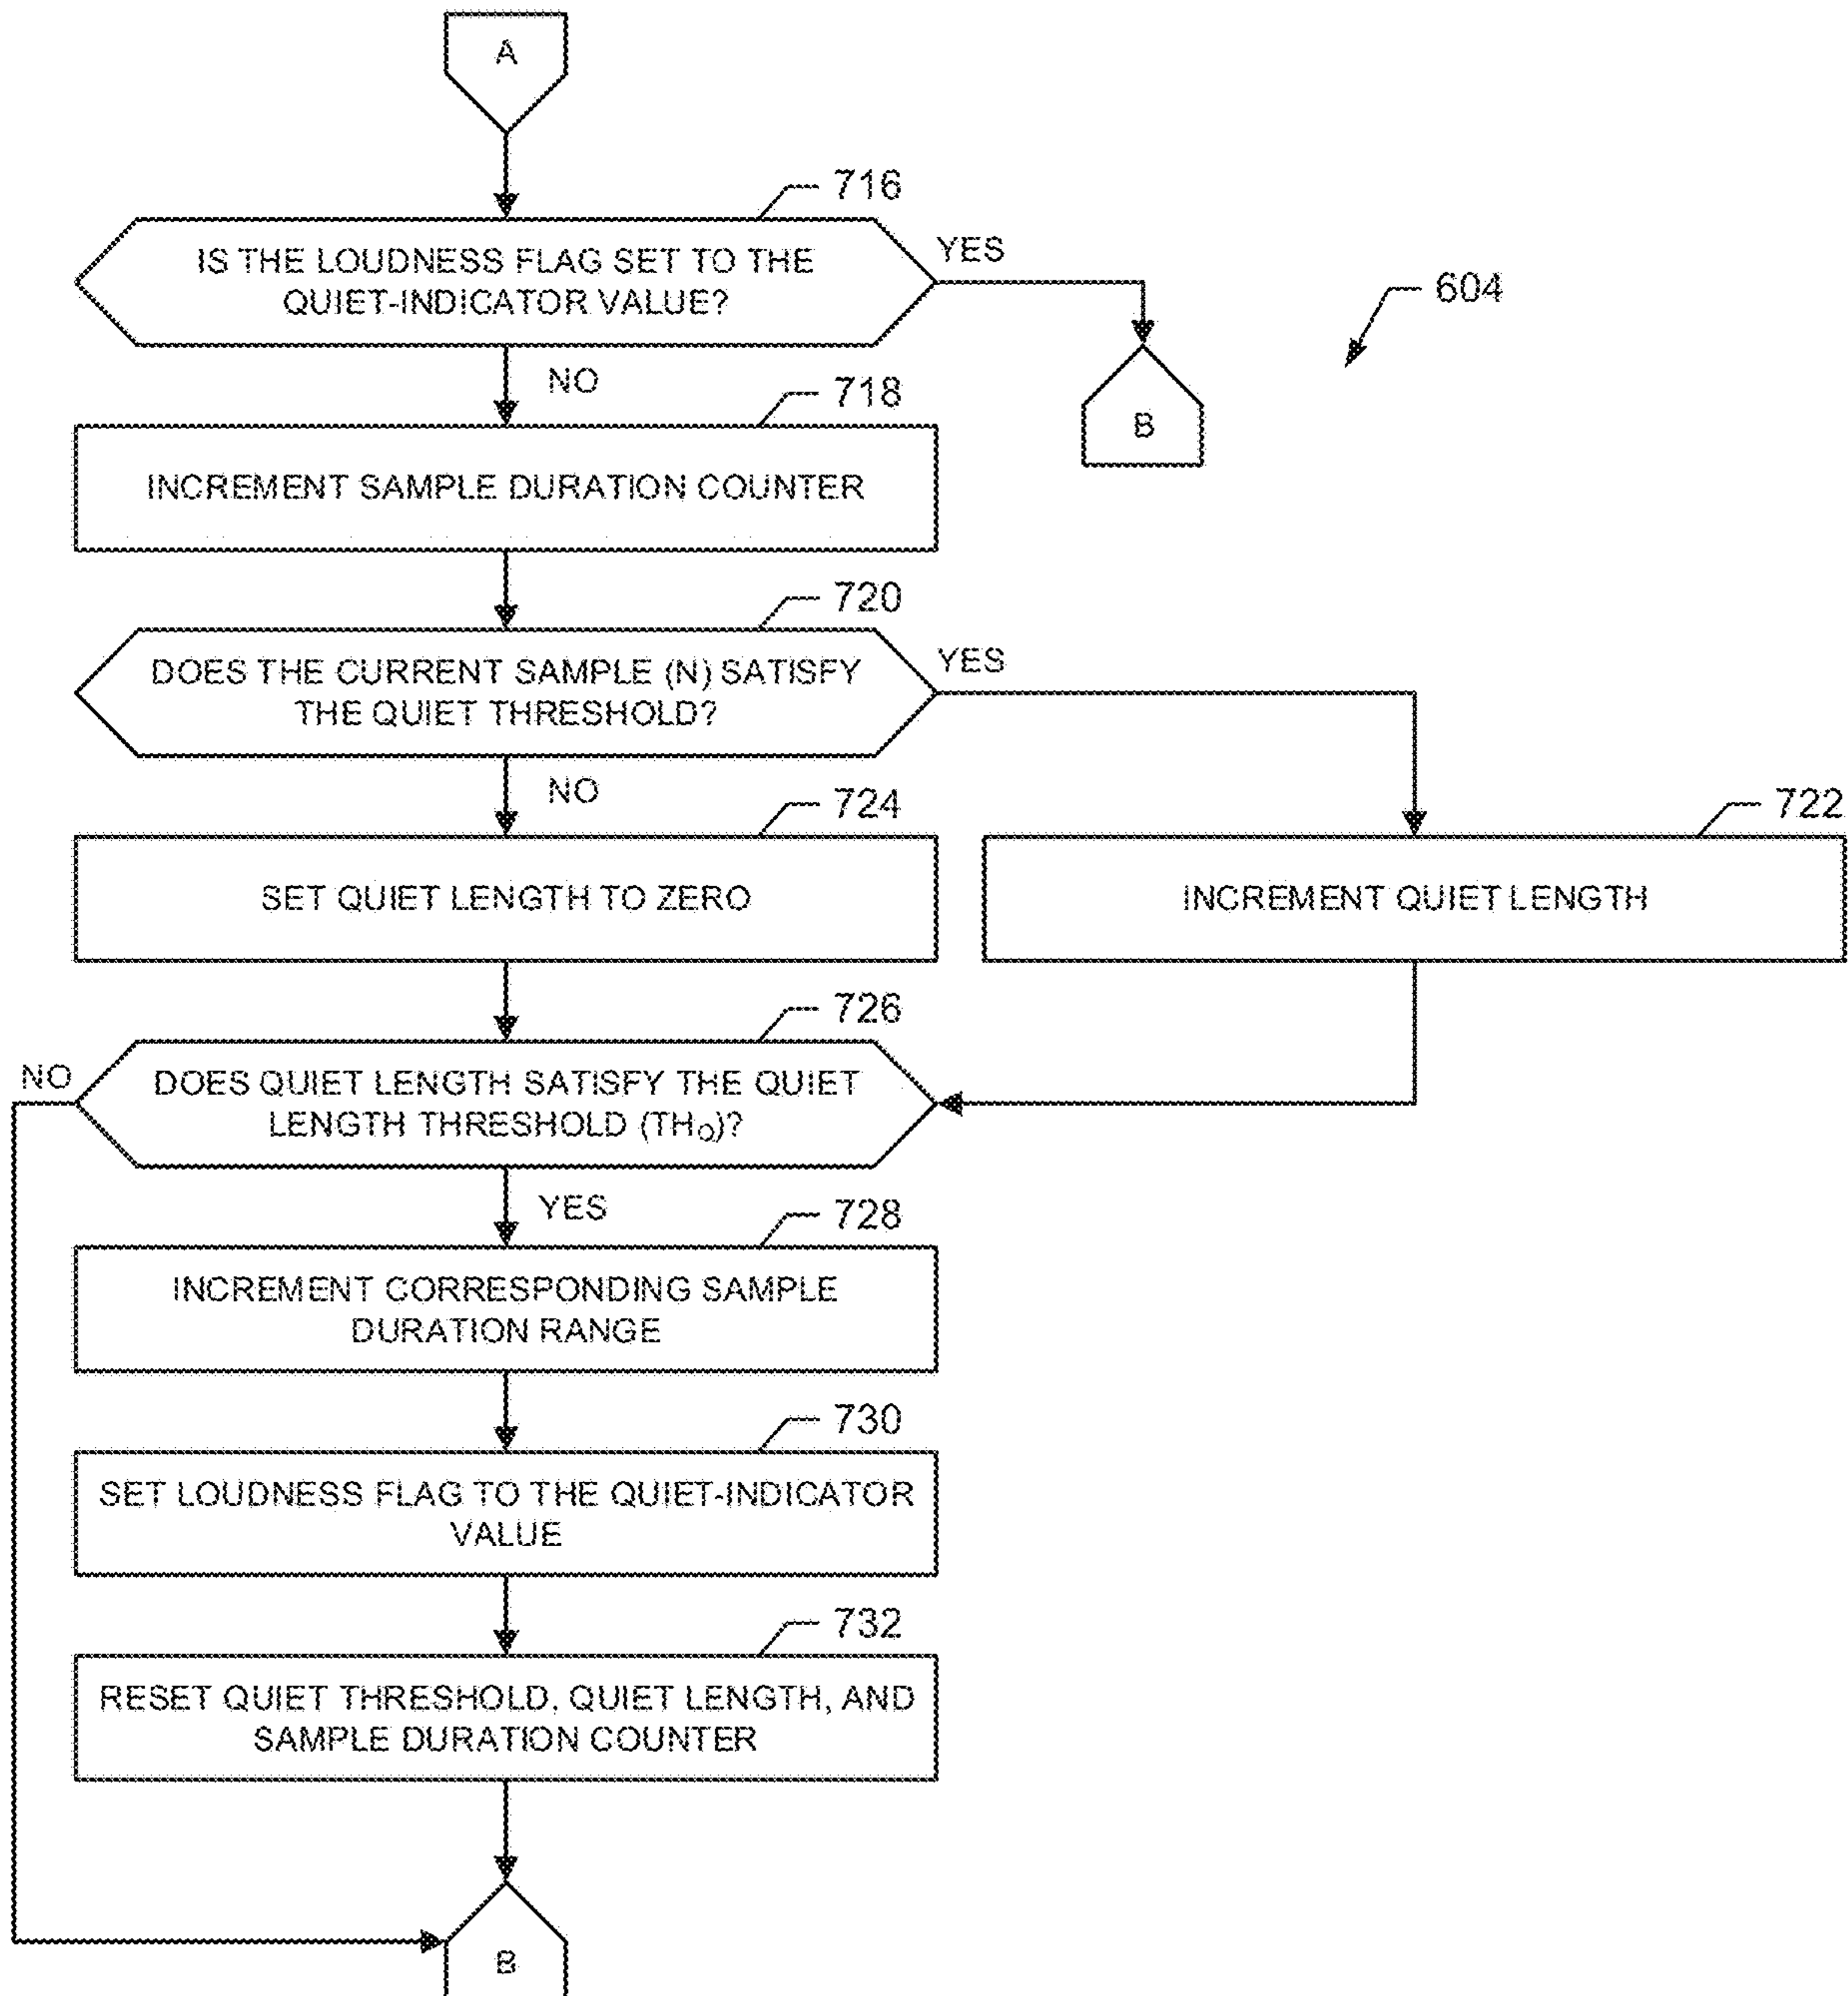 A
716
IS THE LOUDNESS FLAG SET TO THE
QUIET-INDICATOR VALUE?
YES
604
B
NO
718
INCREMENT SAMPLE DURATION COUNTER
720
DOES THE CURRENT SAMPLE (N) SATISFY
THE QUIET THRESHOLD?
YES
NO
724
SET QUIET LENGTH TO ZERO
722
INCREMENT QUIET LENGTH
726
NO
DOES QUIET LENGTH SATISFY THE QUIET
LENGTH THRESHOLD (THQ)?
YES
728
INCREMENT CORRESPONDING SAMPLE
DURATION RANGE
730
SET LOUDNESS FLAG TO THE QUIET-INDICATOR
VALUE
732
RESET QUIET THRESHOLD, QUIET LENGTH, AND
SAMPLE DURATION COUNTER
B